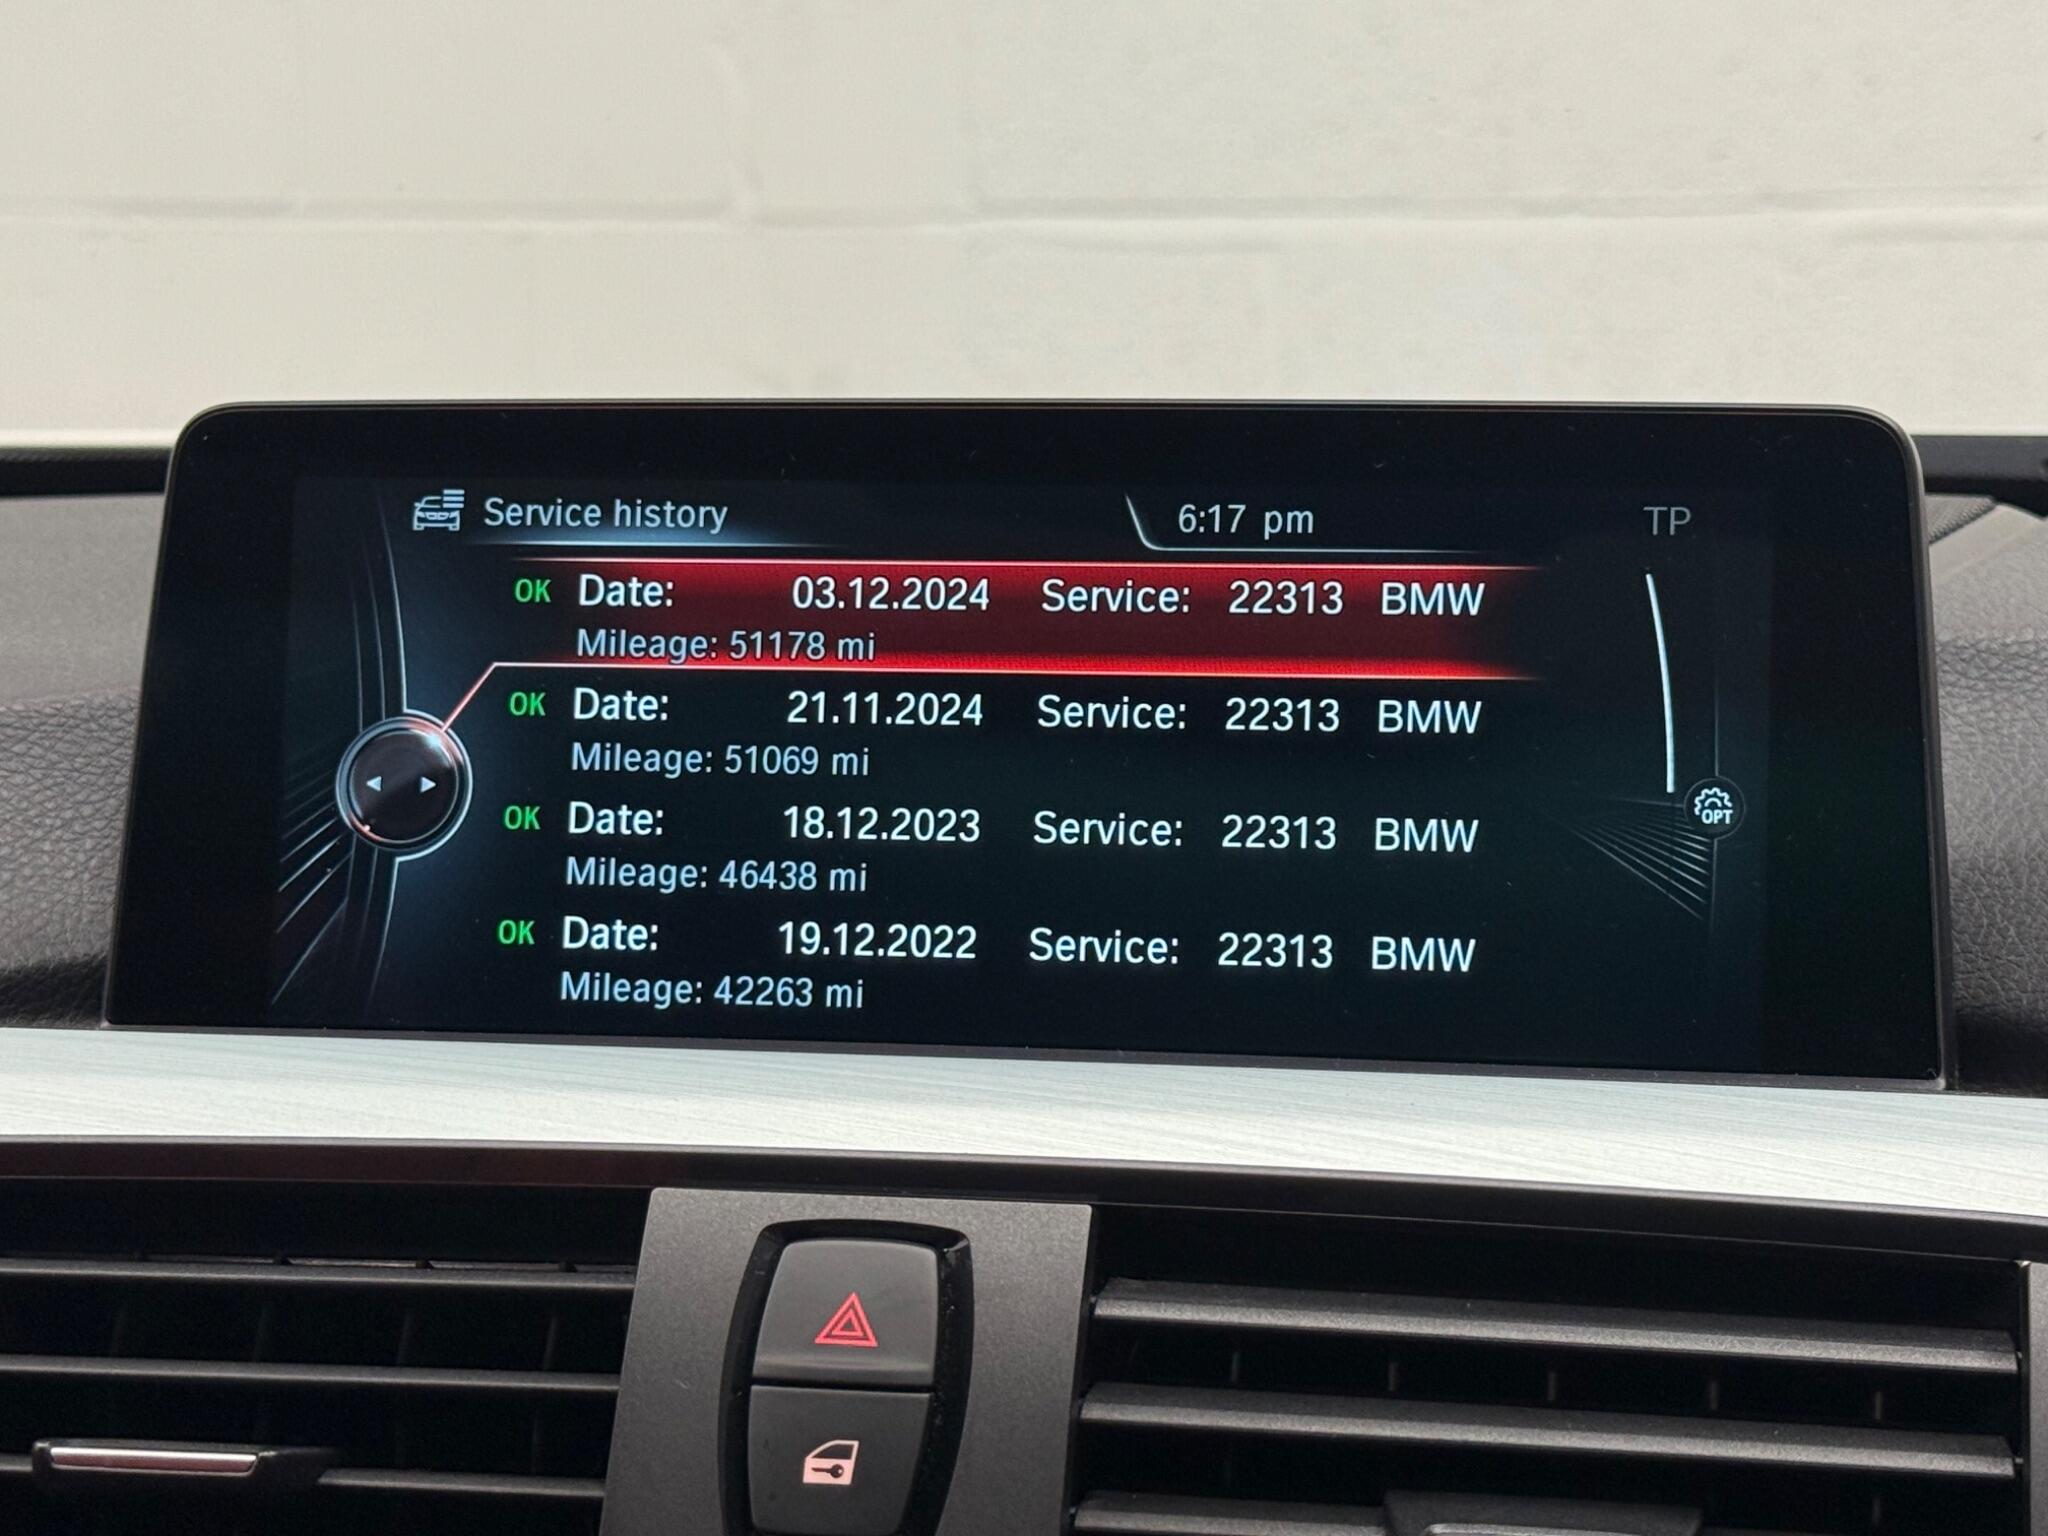 Service history 6:17 pm TP
OK Date: 03.12.2024 Service: 22313 BMW
Mileage: 51178 mi
OK Date: 21.11.2024 Service: 22313 BMW
Mileage: 51069 mi
OPT
OK Date: 18.12.2023 Service: 22313 BMW
Mileage: 46438 mi
OK Date: 19.12.2022 Service: 22313 BMW
Mileage: 42263 mi